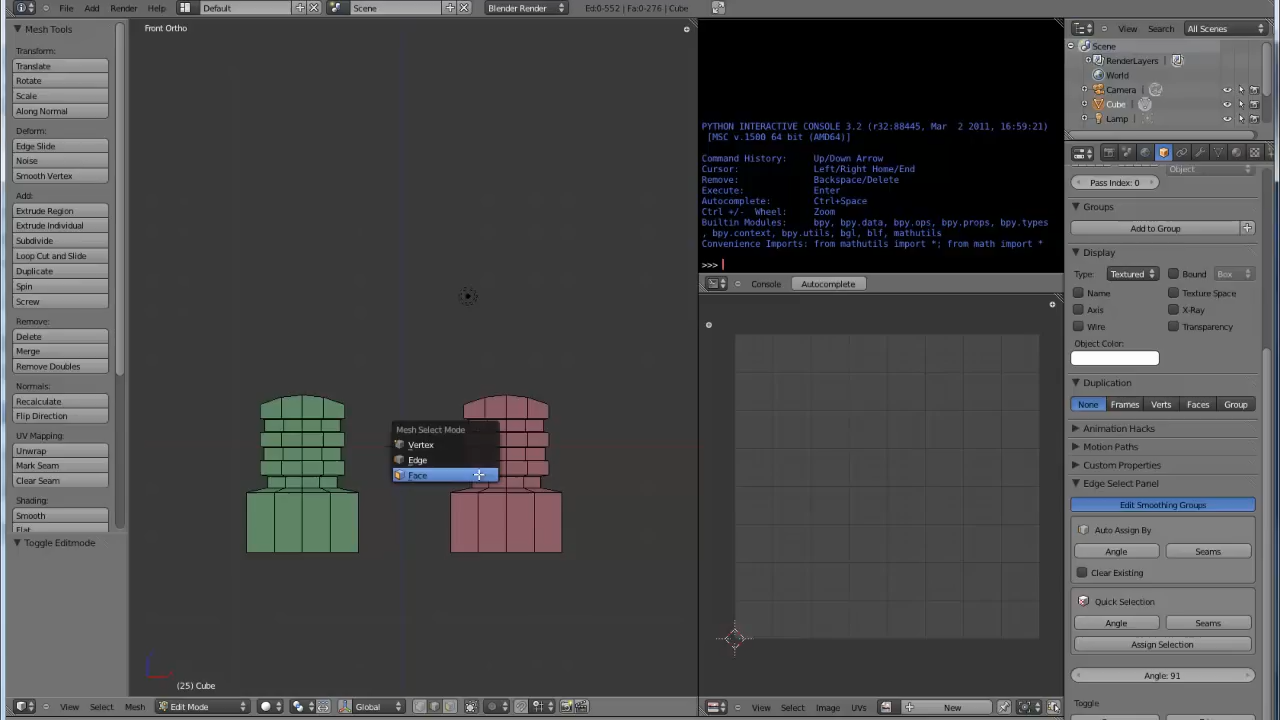 File Add Render Help Default Scene Blender Render Ed:0-552 | Fa:0-276 | Cube
Mesh Tools
Transform:
Translate
Rotate
Scale
Along Normal
Deform:
Edge Slide
Noise
Smooth Vertex
Add:
Extrude Region
Extrude Individual
Subdivide
Loop Cut and Slide
Duplicate
Spin
Screw
Remove:
Delete
Merge
Remove Doubles
Normals:
Recalculate
Flip Direction
UV Mapping:
Unwrap
Mark Seam
Clear Seam
Shading:
Smooth
Flat
Toggle Editmode
Front Ortho
Mesh Select Mode
Vertex
Edge
Face
(25) Cube
View Select Mesh Edit Mode Global
PYTHON INTERACTIVE CONSOLE 3.2 (r32:88445, Mar  2 2011, 16:59:21)
[MSC v.1500 64 bit (AMD64)]
Command History: Up/Down Arrow
Cursor: Left/Right Home/End
Remove: Backspace/Delete
Execute: Enter
Autocomplete: Ctrl+Space
Ctrl +/-  Wheel: Zoom
Builtin Modules: bpy, bpy.data, bpy.ops, bpy.props, bpy.types
, bpy.context, bpy.utils, bgl, blf, mathutils
Convenience Imports: from mathutils import *; from math import *
>>>
Console Autocomplete
View Select Image UVs New
View Search All Scenes
Scene
RenderLayers
World
Camera
Cube
Lamp
Object
Pass Index: 0
Groups
Add to Group
Display
Type: Textured Bound Box
Name Texture Space
Axis X-Ray
Wire Transparency
Object Color:
Duplication
None Frames Verts Faces Group
Animation Hacks
Motion Paths
Custom Properties
Edge Select Panel
Edit Smoothing Groups
Auto Assign By
Angle Seams
Clear Existing
Quick Selection
Angle Seams
Assign Selection
Angle: 91
Toggle